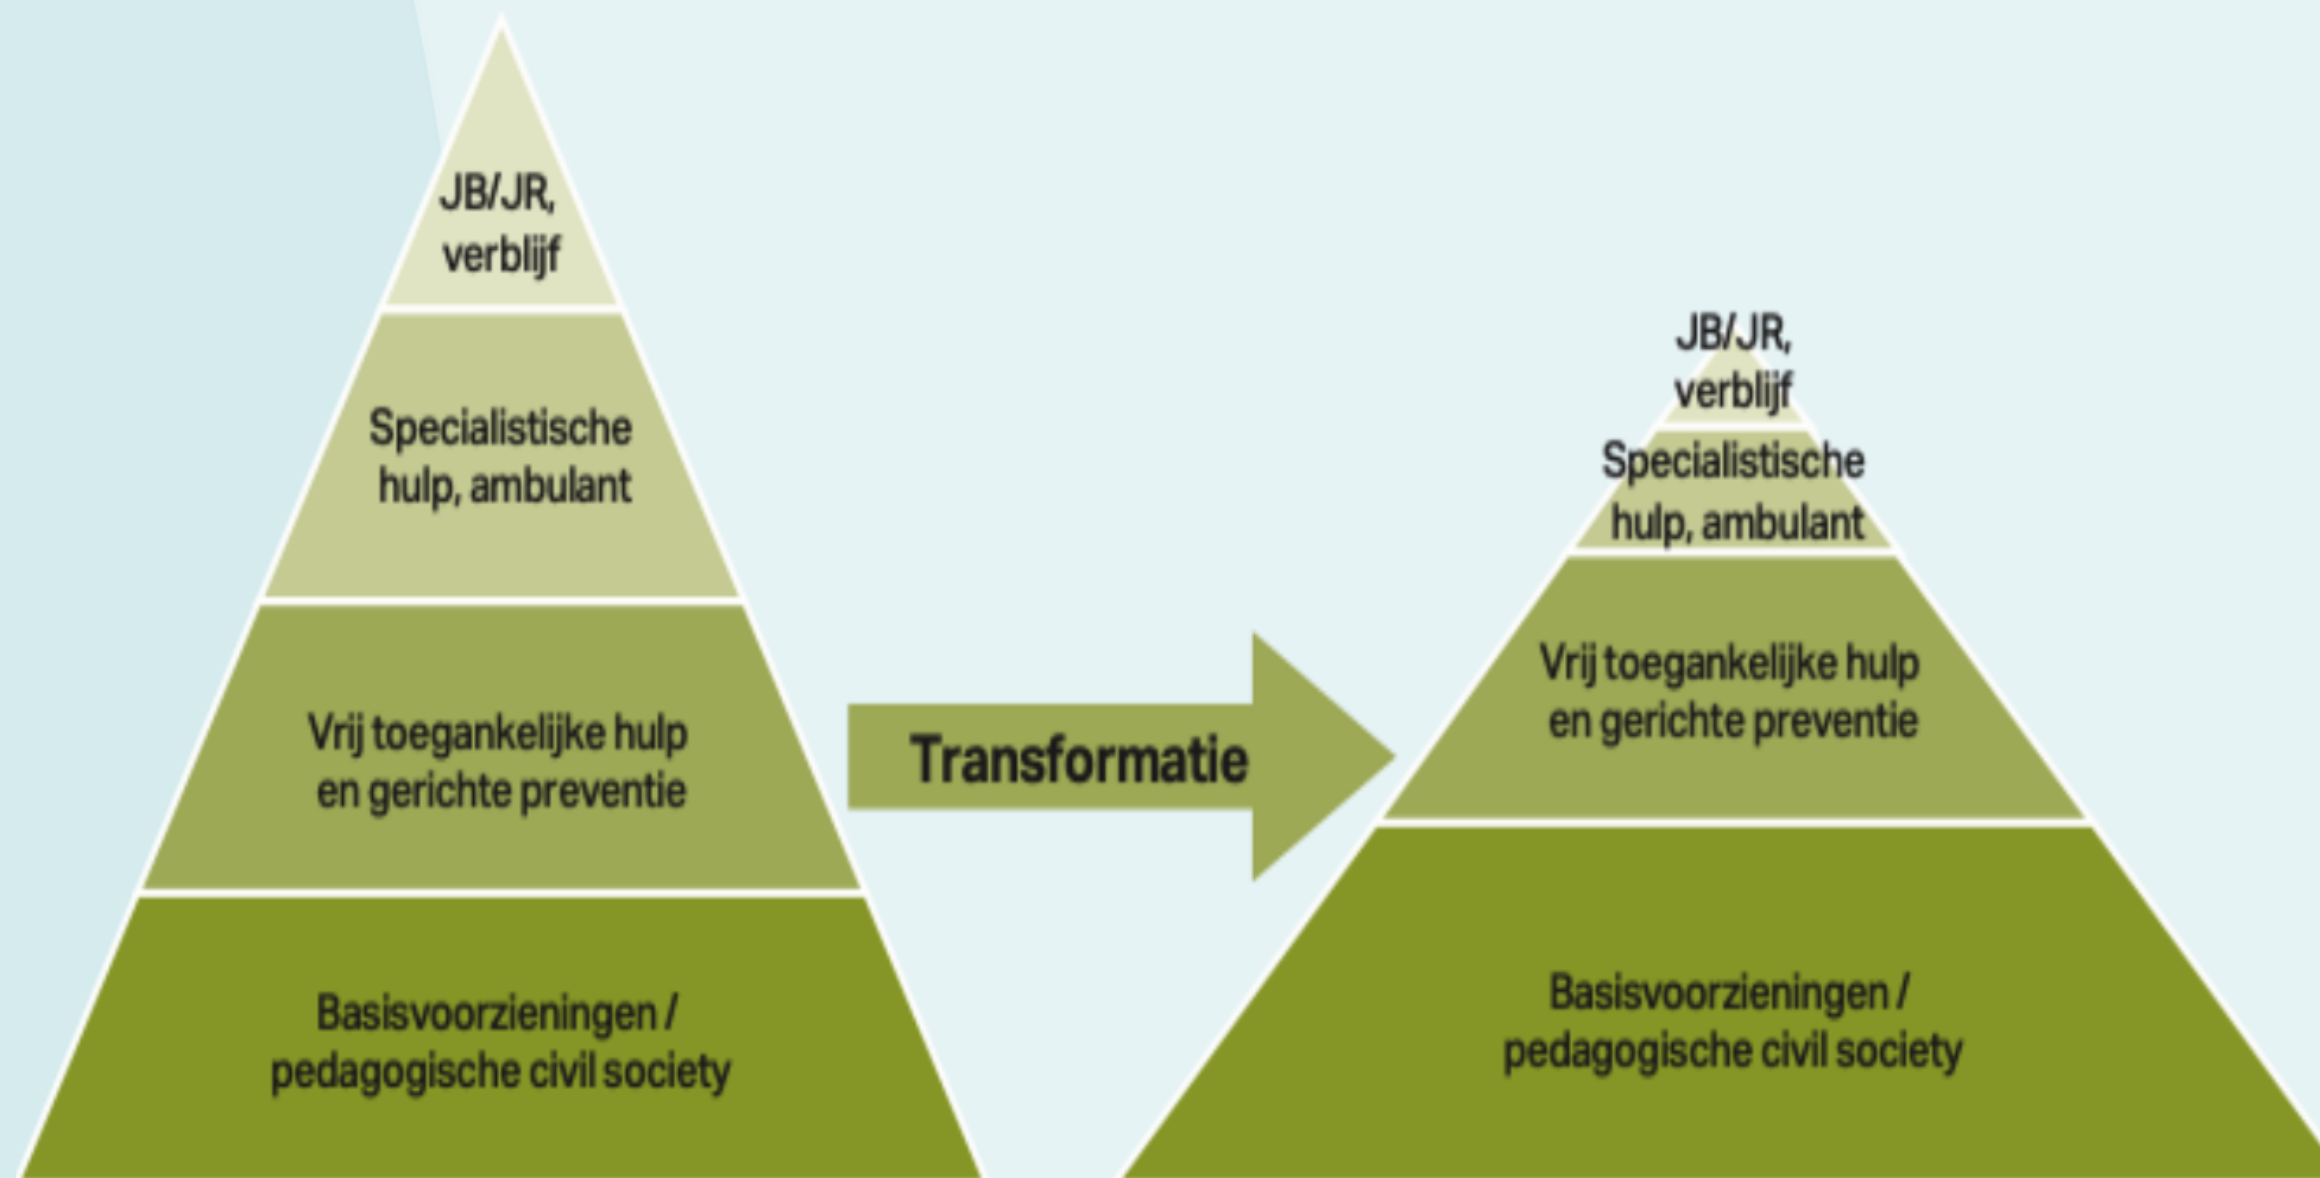 JB/JR,
verblijf
Specialistische
hulp, ambulant
Vrij toegankelijke hulp
en gerichte preventie
Basisvoorzieningen /
pedagogische civil society
Transformatie
JB/JR,
verblijf
Specialistische
hulp, ambulant
Vrij toegankelijke hulp
en gerichte preventie
Basisvoorzieningen /
pedagogische civil society